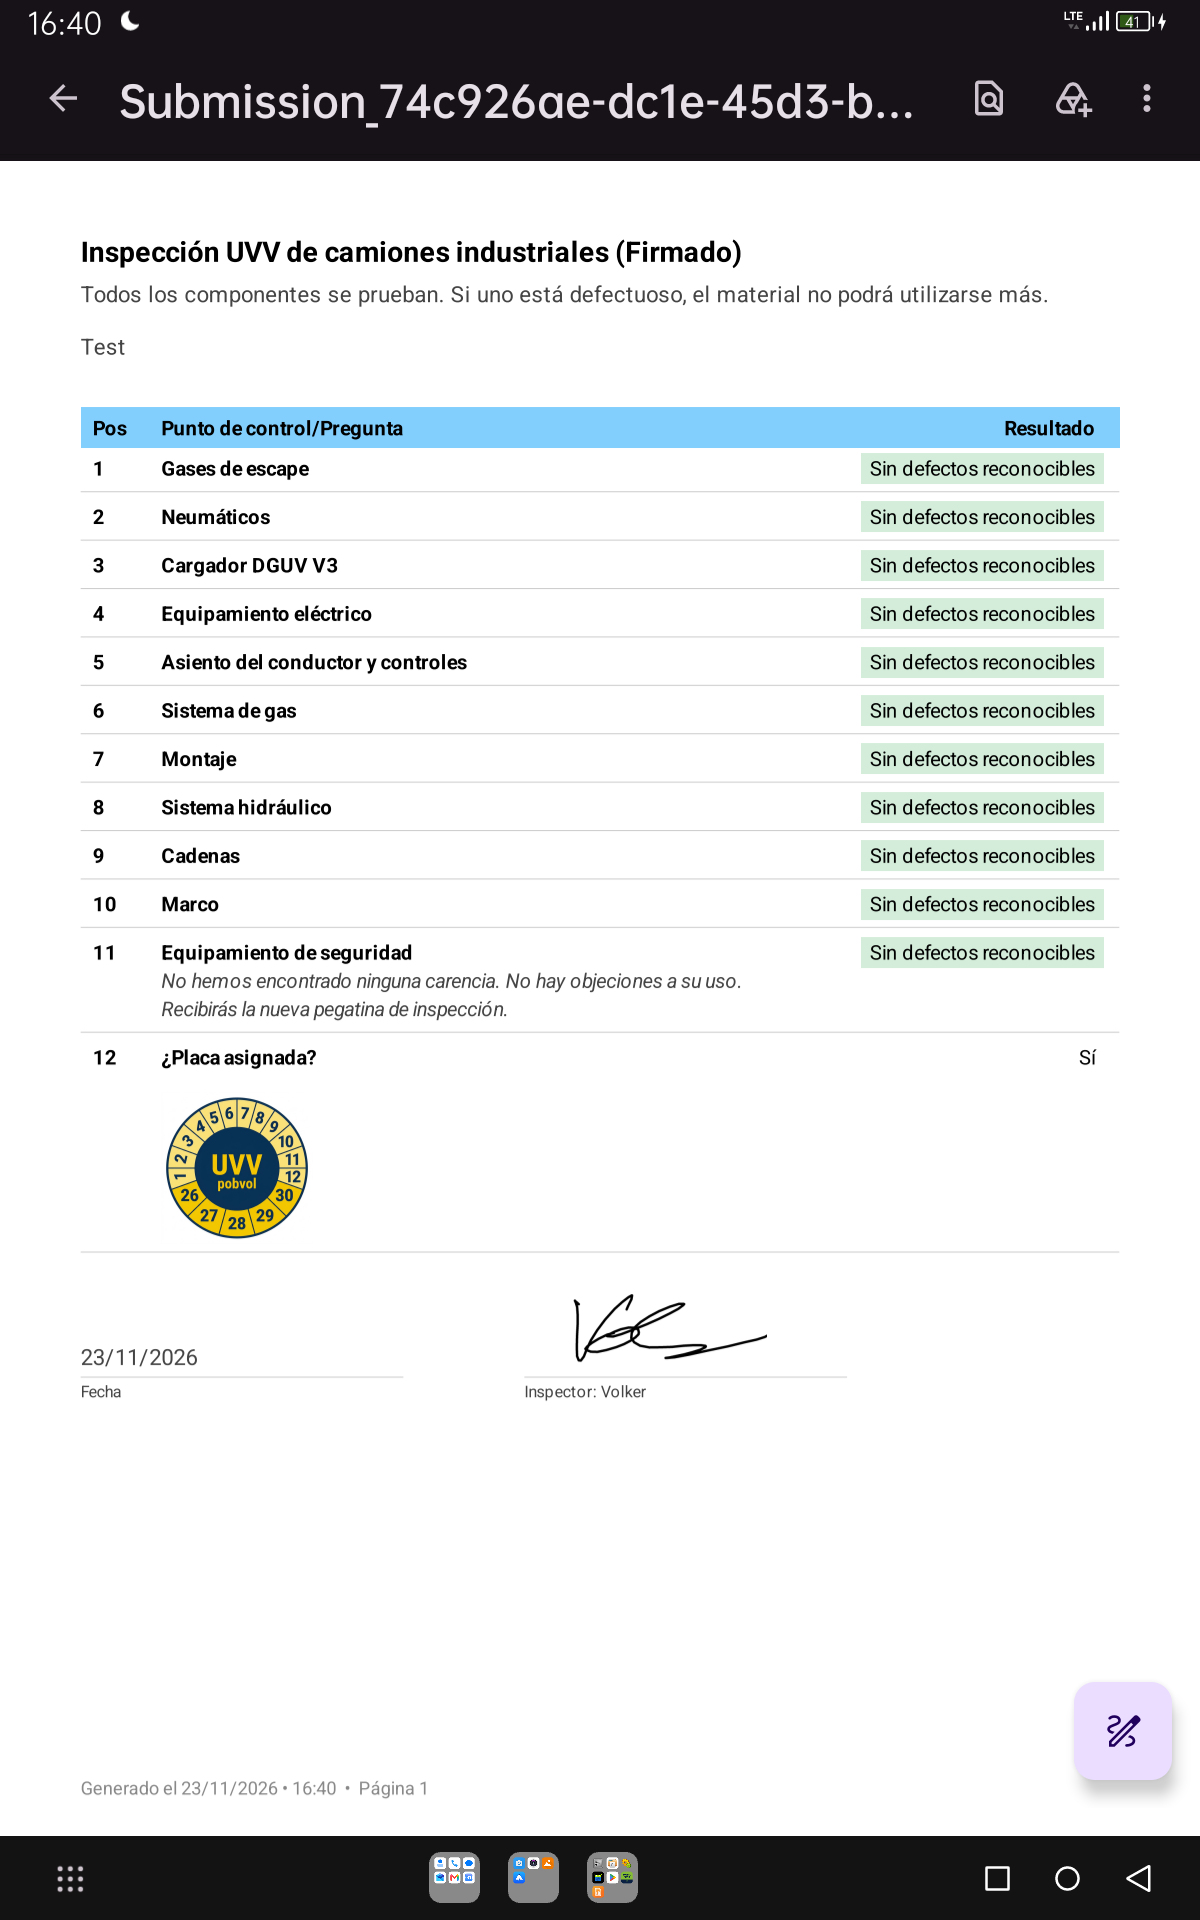 16:40
LTE
41
Submission_74c926ae-dc1e-45d3-b...
Inspección UVV de camiones industriales (Firmado)
Todos los componentes se prueban. Si uno está defectuoso, el material no podrá utilizarse más.
Test
Pos Punto de control/Pregunta Resultado
1 Gases de escape Sin defectos reconocibles
2 Neumáticos Sin defectos reconocibles
3 Cargador DGUV V3 Sin defectos reconocibles
4 Equipamiento eléctrico Sin defectos reconocibles
5 Asiento del conductor y controles Sin defectos reconocibles
6 Sistema de gas Sin defectos reconocibles
7 Montaje Sin defectos reconocibles
8 Sistema hidráulico Sin defectos reconocibles
9 Cadenas Sin defectos reconocibles
10 Marco Sin defectos reconocibles
11 Equipamiento de seguridad Sin defectos reconocibles
No hemos encontrado ninguna carencia. No hay objeciones a su uso.
Recibirás la nueva pegatina de inspección.
12 ¿Placa asignada? Sí
1 2 3 4 5 6 7 8 9 10 11 12
UVV
pobvol
26 27 28 29 30
23/11/2026
Fecha
Inspector: Volker
Generado el 23/11/2026 • 16:40 • Página 1